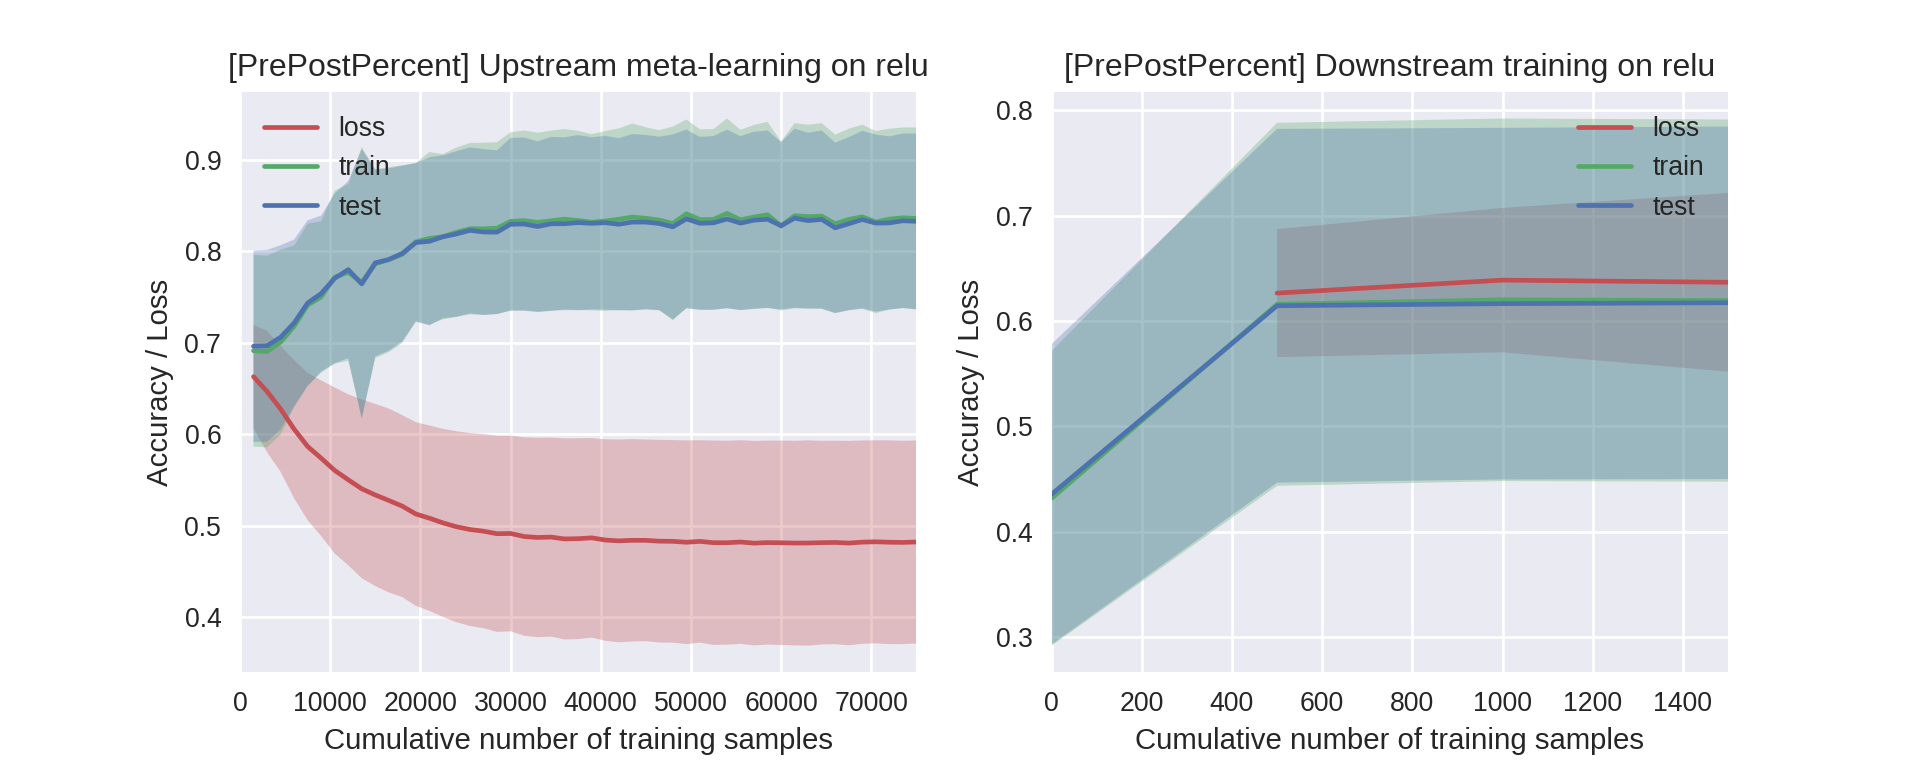 [PrePostPercent] Upstream meta-learning on relu
loss
train
test
0.9
0.8
0.7
0.6
0.5
0.4
Accuracy / Loss
0 10000 20000 30000 40000 50000 60000 70000
Cumulative number of training samples
[PrePostPercent] Downstream training on relu
loss
train
test
0.8
0.7
0.6
0.5
0.4
0.3
Accuracy / Loss
0 200 400 600 800 1000 1200 1400
Cumulative number of training samples